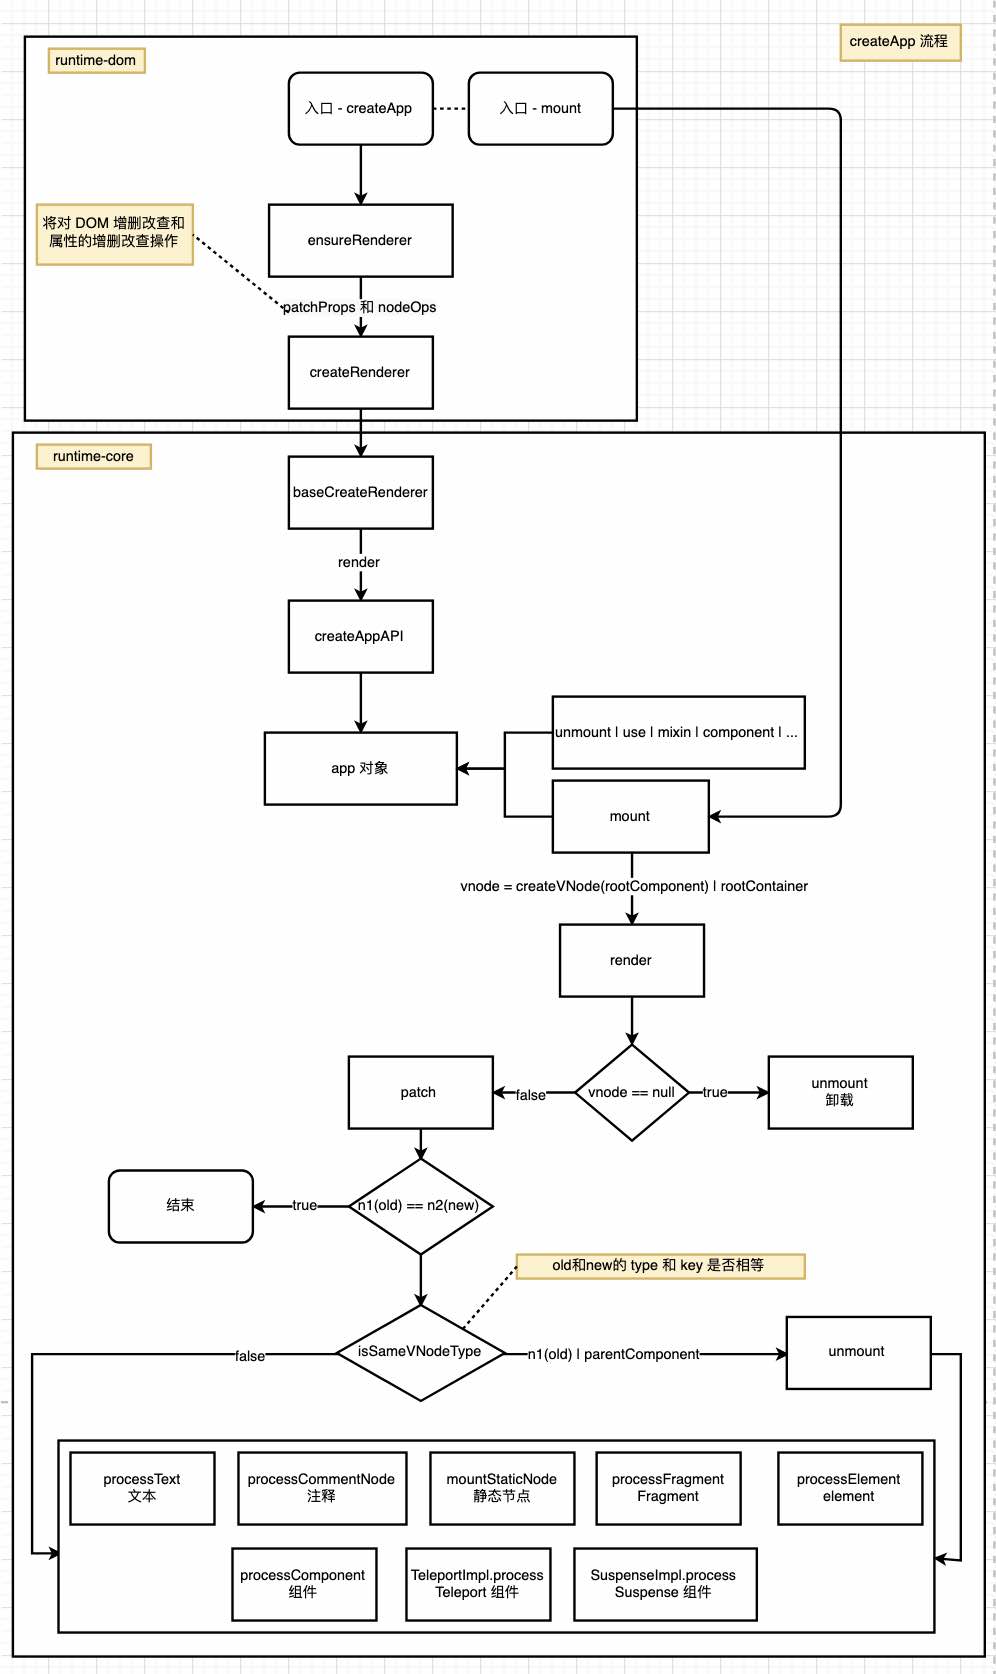 createApp 流程
runtime-dom
入口 - createApp
入口 - mount
将对 DOM 增删改查和
属性的增删改查操作
ensureRenderer
patchProps 和 nodeOps
createRenderer
runtime-core
baseCreateRenderer
render
createAppAPI
app 对象
unmount | use | mixin | component | ...
mount
vnode = createVNode(rootComponent) | rootContainer
render
patch
false
vnode == null
true
unmount
卸载
结束
true
n1(old) == n2(new)
old和new的 type 和 key 是否相等
false
isSameVNodeType
n1(old) | parentComponent
unmount
processText
文本
processCommentNode
注释
mountStaticNode
静态节点
processFragment
Fragment
processElement
element
processComponent
组件
TeleportImpl.process
Teleport 组件
SuspenseImpl.process
Suspense 组件